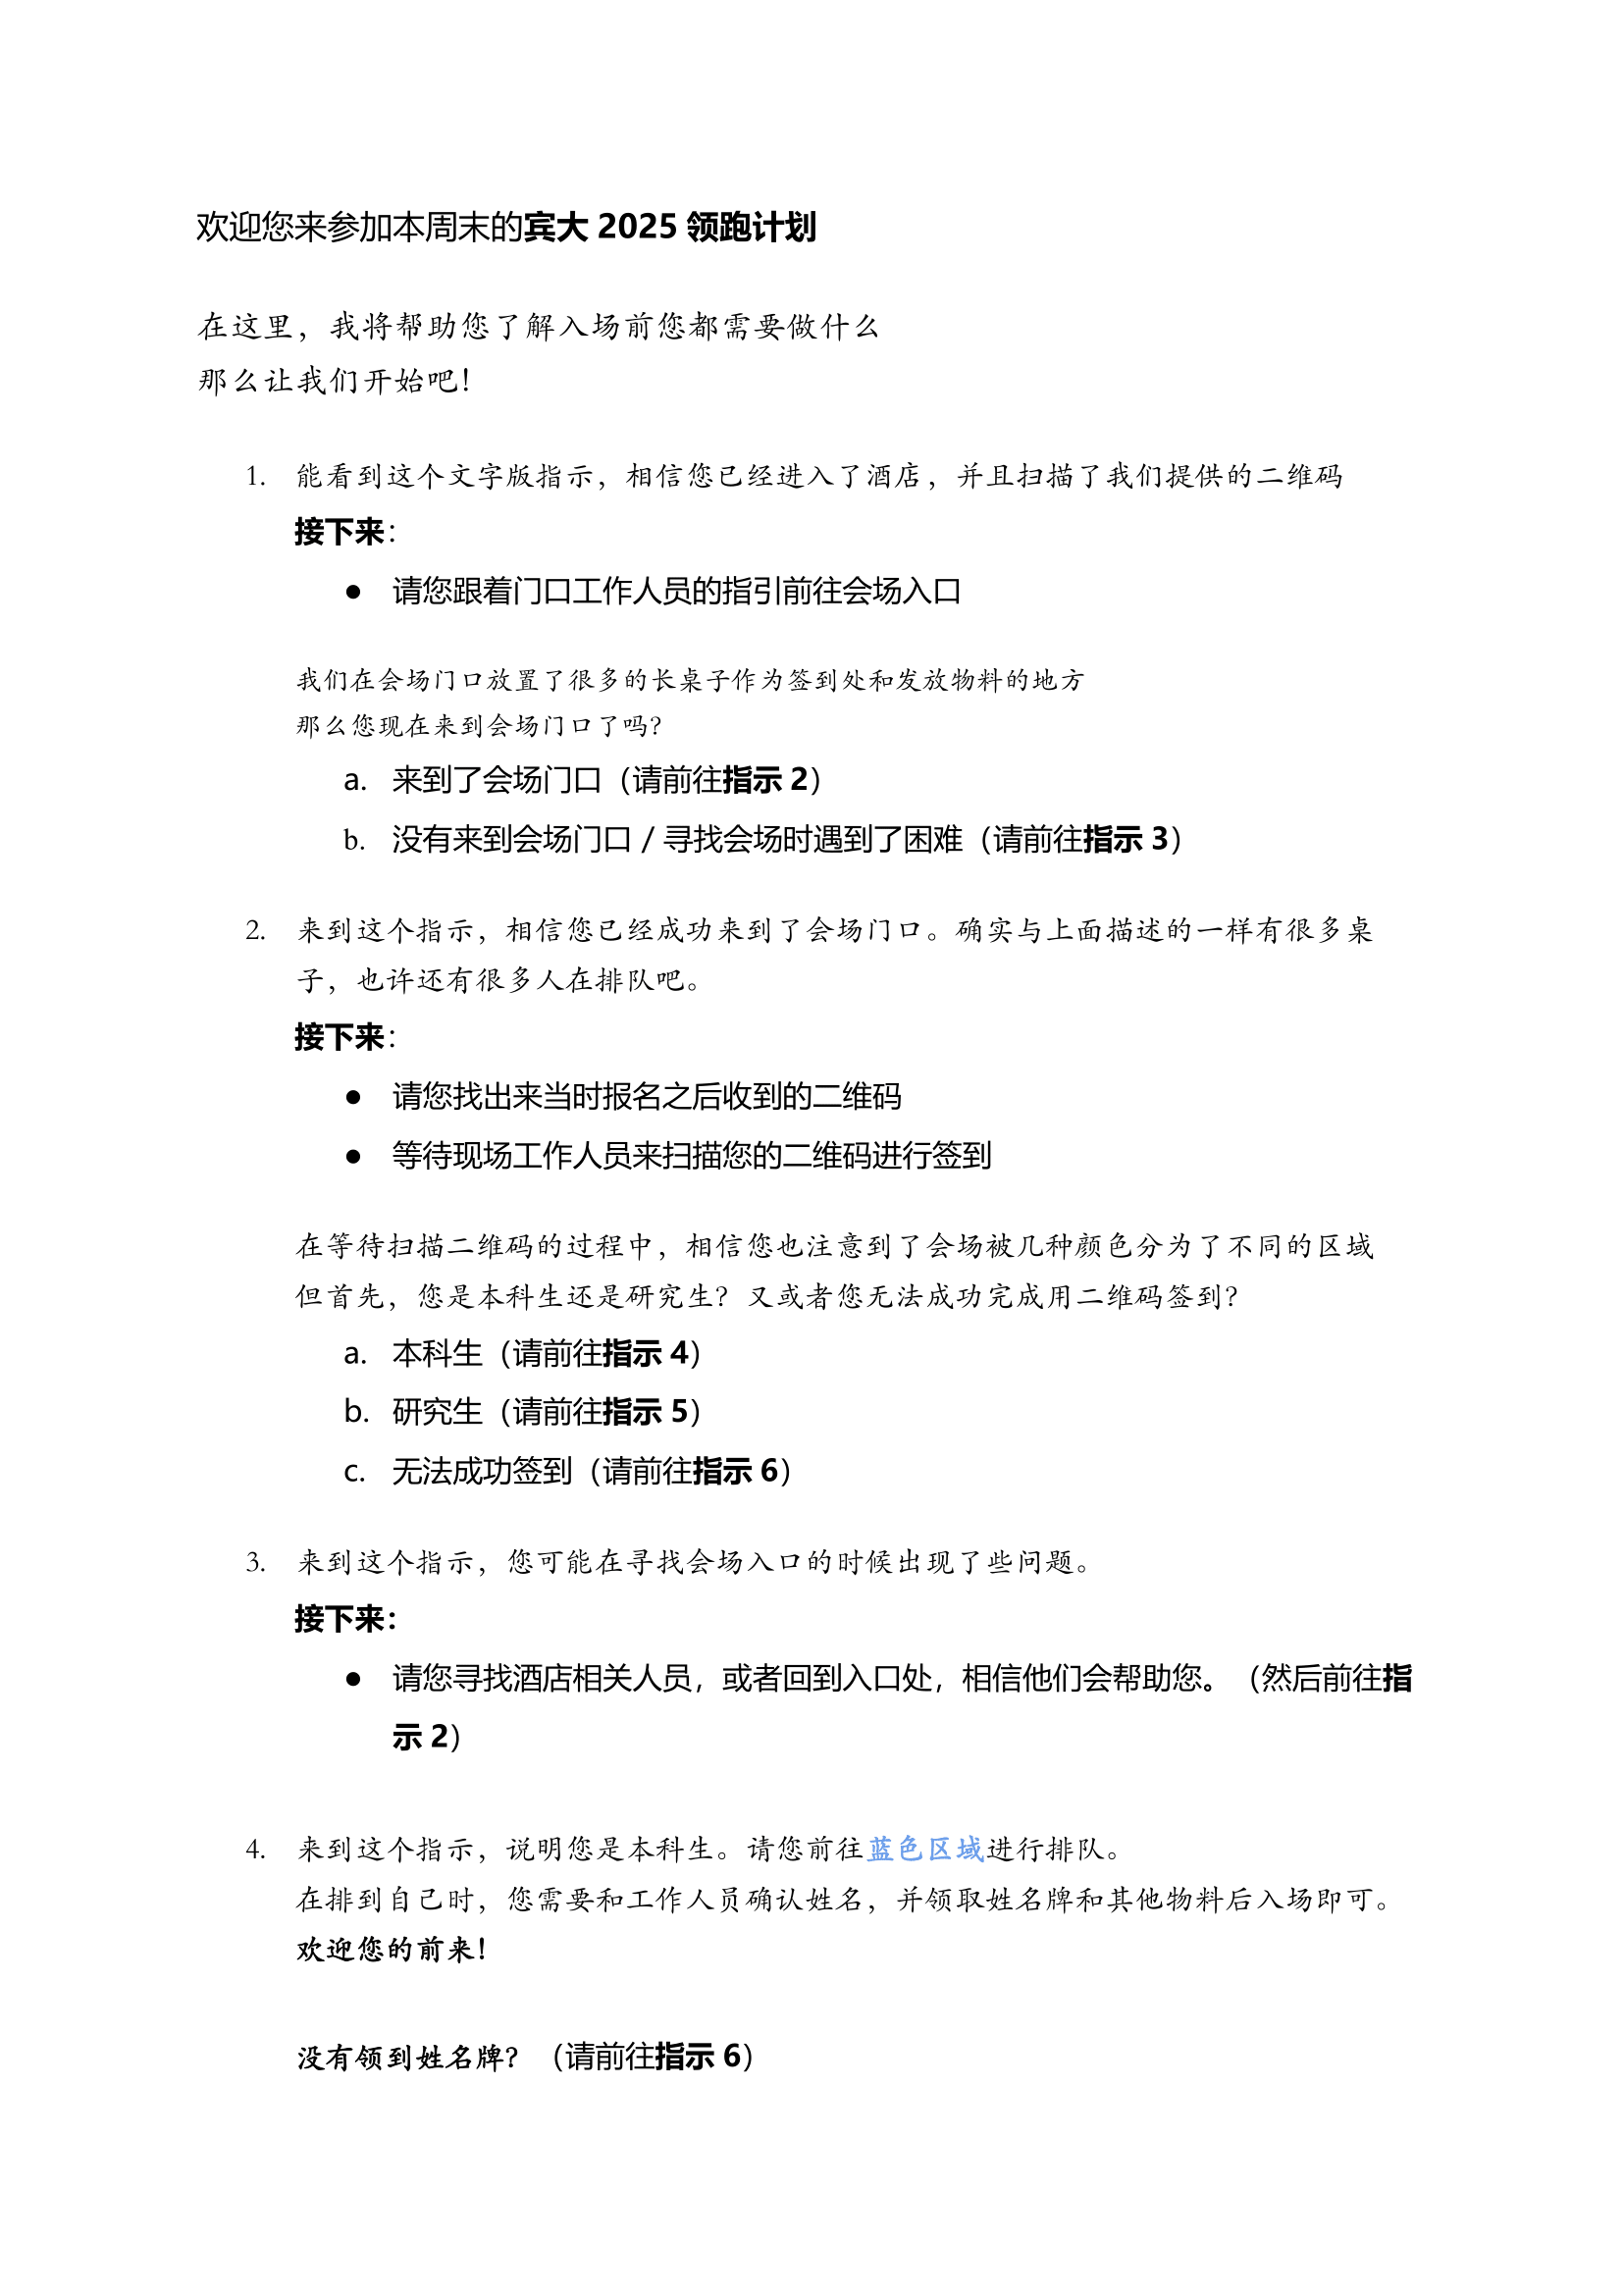 欢迎您来参加本周末的宾大 2025 领跑计划
在这里，我将帮助您了解入场前您都需要做什么
那么让我们开始吧！
1. 能看到这个文字版指示，相信您已经进入了酒店，并且扫描了我们提供的二维码
接下来：
● 请您跟着门口工作人员的指引前往会场入口
我们在会场门口放置了很多的长桌子作为签到处和发放物料的地方
那么您现在来到会场门口了吗？
a. 来到了会场门口（请前往指示 2）
b. 没有来到会场门口 / 寻找会场时遇到了困难（请前往指示 3）
2. 来到这个指示，相信您已经成功来到了会场门口。确实与上面描述的一样有很多桌
子，也许还有很多人在排队吧。
接下来：
● 请您找出来当时报名之后收到的二维码
● 等待现场工作人员来扫描您的二维码进行签到
在等待扫描二维码的过程中，相信您也注意到了会场被几种颜色分为了不同的区域
但首先，您是本科生还是研究生？又或者您无法成功完成用二维码签到？
a. 本科生（请前往指示 4）
b. 研究生（请前往指示 5）
c. 无法成功签到（请前往指示 6）
3. 来到这个指示，您可能在寻找会场入口的时候出现了些问题。
接下来：
● 请您寻找酒店相关人员，或者回到入口处，相信他们会帮助您。（然后前往指
示 2）
4. 来到这个指示，说明您是本科生。请您前往蓝色区域进行排队。
在排到自己时，您需要和工作人员确认姓名，并领取姓名牌和其他物料后入场即可。
欢迎您的前来！
没有领到姓名牌？（请前往指示 6）